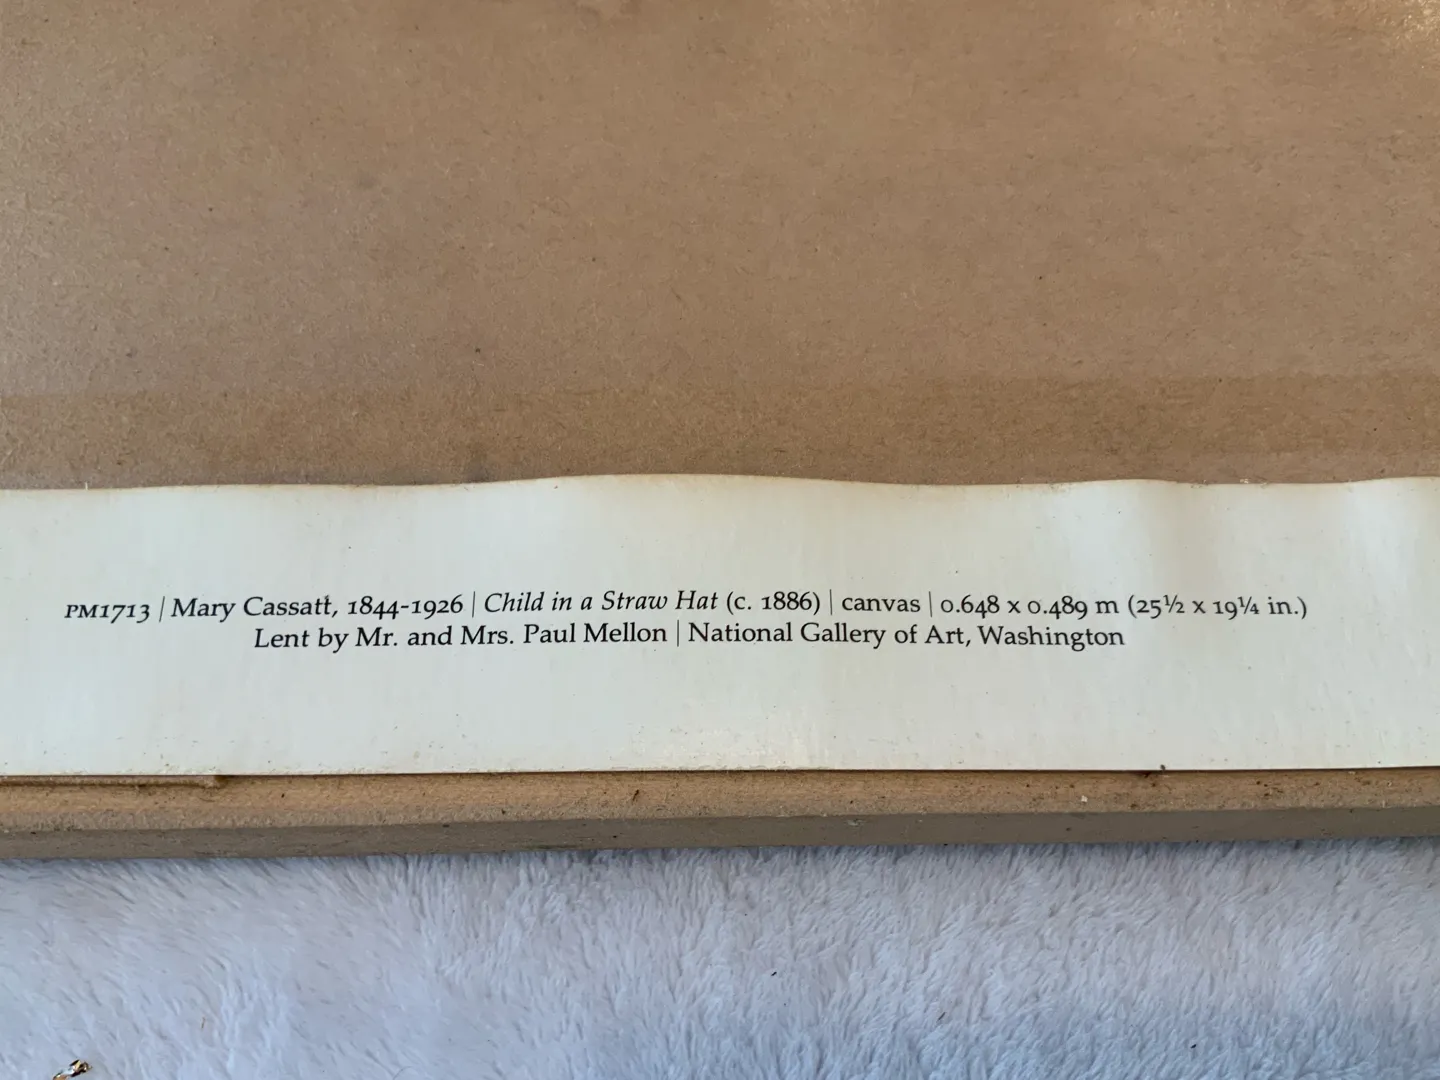 PM1713 | Mary Cassatt, 1844-1926 | Child in a Straw Hat (c. 1886) | canvas | 0.648 x 0.489 m (25½ x 19¼ in.)
Lent by Mr. and Mrs. Paul Mellon | National Gallery of Art, Washington